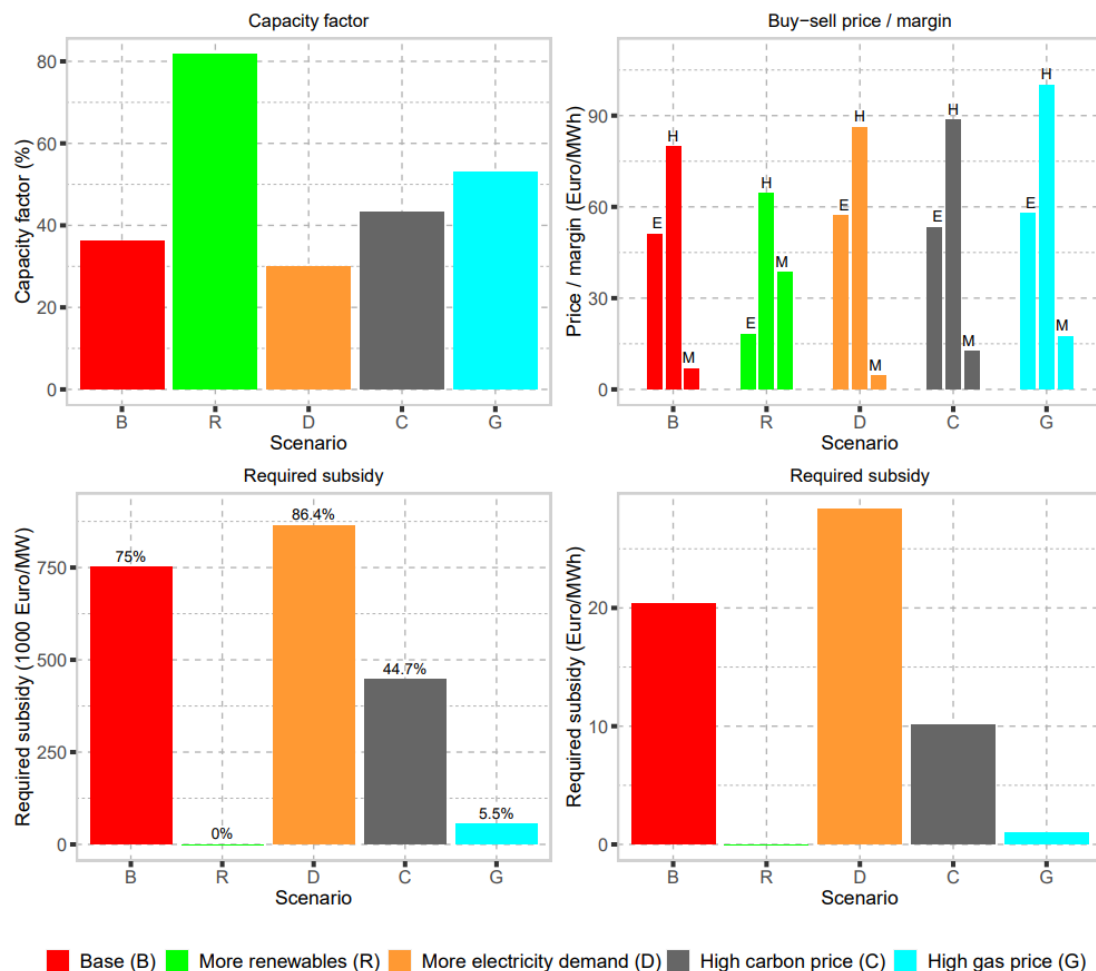 Capacity factor
Capacity factor (%)
80
60
40
20
0
B R D C G
Scenario
Buy−sell price / margin
Price / margin (Euro/MWh)
90
60
30
0
E H M
E H M
E H M
E H M
E H M
B R D C G
Scenario
Required subsidy
Required subsidy (1000 Euro/MW)
750
500
250
0
75%
0%
86.4%
44.7%
5.5%
B R D C G
Scenario
Required subsidy
Required subsidy (Euro/MWh)
20
10
0
B R D C G
Scenario
Base (B) More renewables (R) More electricity demand (D) High carbon price (C) High gas price (G)